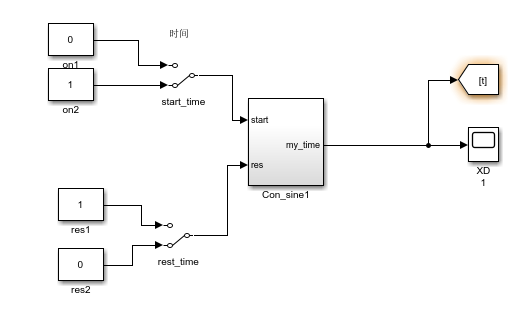 时间
0
on1
1
on2
start_time
start
my_time
res
Con_sine1
[t]
XD
1
1
res1
0
res2
rest_time